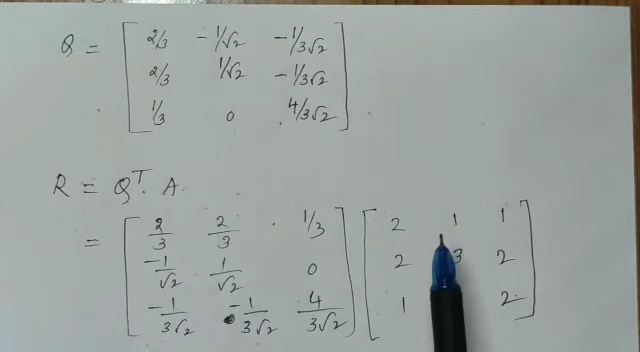 Q = [ 2/3 -1/√2 -1/3√2
2/3 1/√2 -1/3√2
1/3 0 4/3√2 ]
R = Qᵀ. A
= [ 2/3 2/3 1/3 ] [ 2 1 1
-1/√2 1/√2 0 2 3 2
-1/3√2 -1/3√2 4/3√2 ] 1 2 ]